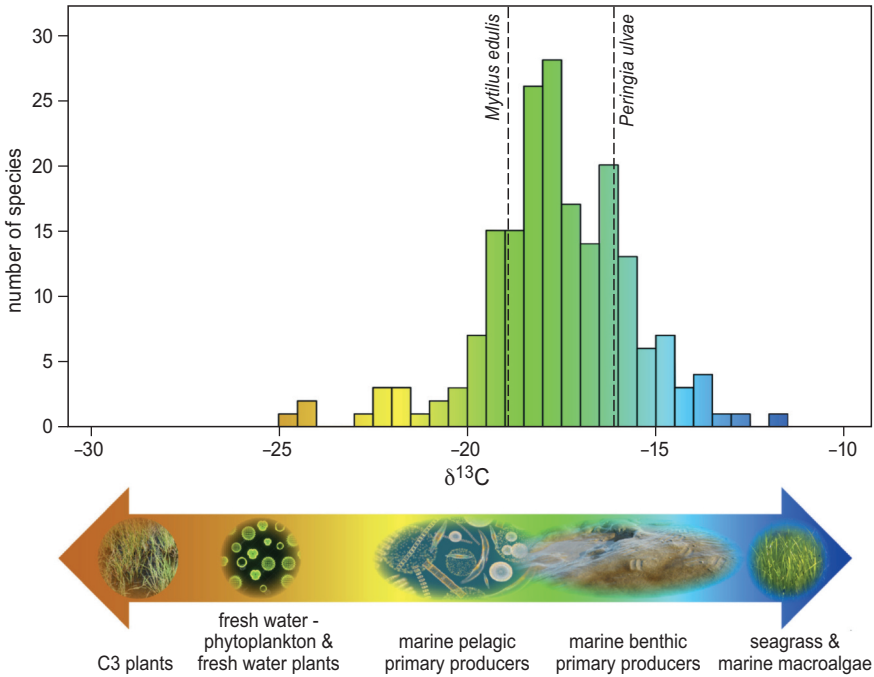 number of species
30
25
20
15
10
5
0
Mytilus edulis
Peringia ulvae
–30
–25
–20
–15
–10
δ¹³C
C3 plants
fresh water -
phytoplankton &
fresh water plants
marine pelagic
primary producers
marine benthic
primary producers
seagrass &
marine macroalgae